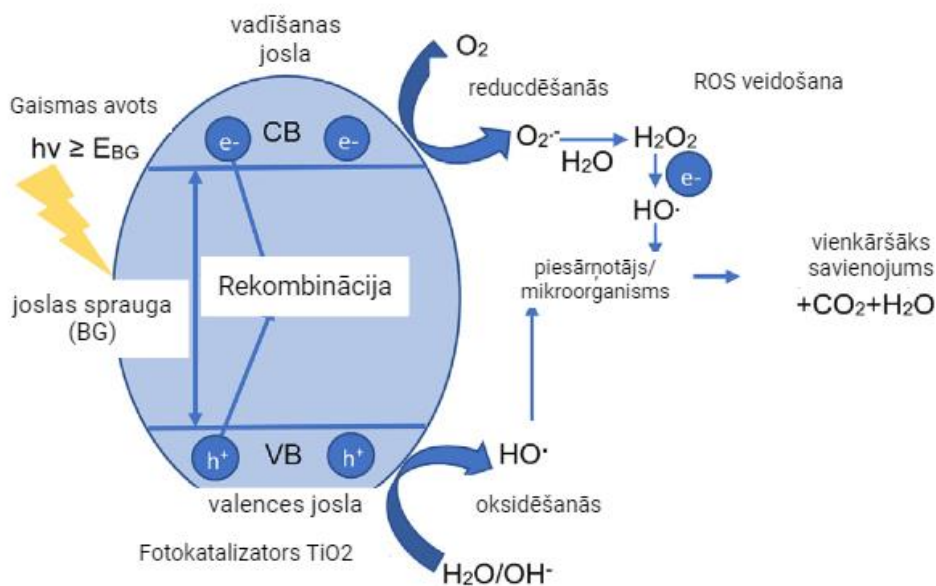 vadīšanas
josla
O₂
reducdēšanās
ROS veidošana
Gaismas avots
hv ≥ EBG
e-
CB
e-
O₂·-
H₂O
H₂O₂
e-
HO·
Rekombinācija
joslas sprauga
(BG)
piesārņotājs/
mikroorganisms
vienkāršāks
savienojums
+CO₂+H₂O
h⁺
VB
h⁺
HO·
valences josla
oksidēšanās
Fotokatalizators TiO2
H₂O/OH⁻